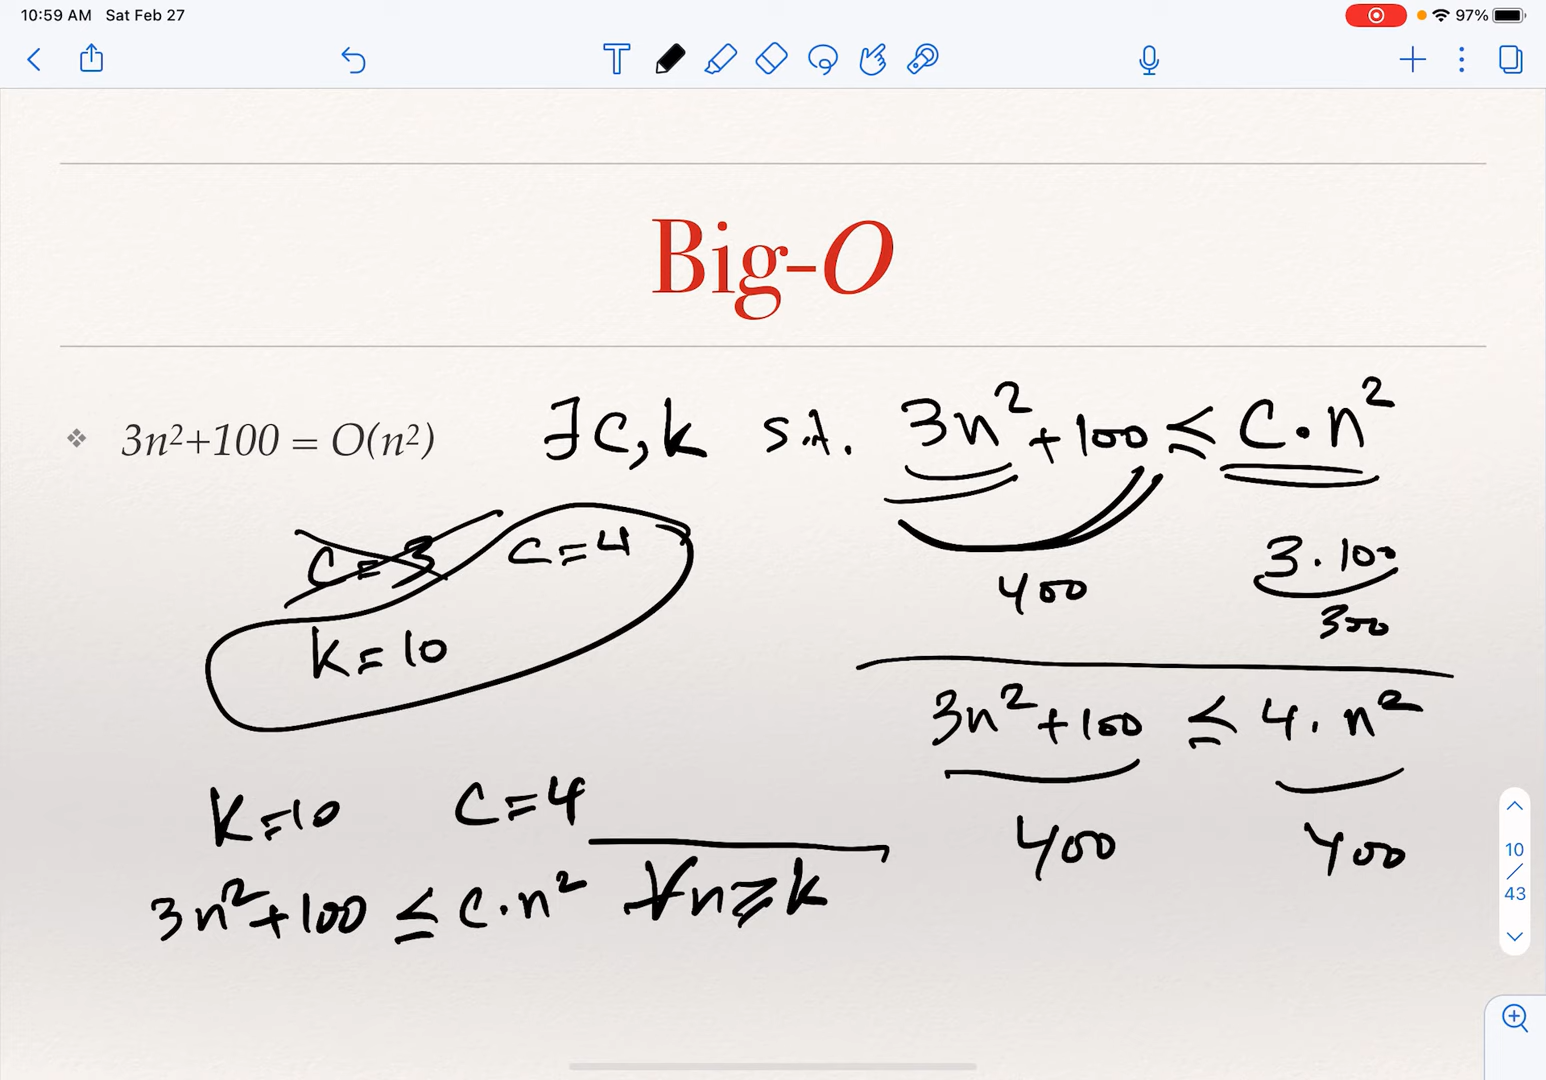 10:59 AM Sat Feb 27
97%
T
Big-O
❖ 3n²+100 = O(n²)
∃ C, k s.t. 3n² + 100 ≤ C·n²
C=3 C=4
400
3·100
300
k=10
3n²+100 ≤ 4·n²
400 400
k=10 C=4
3n²+100 ≤ C·n² ∀n≥k
10
/
43